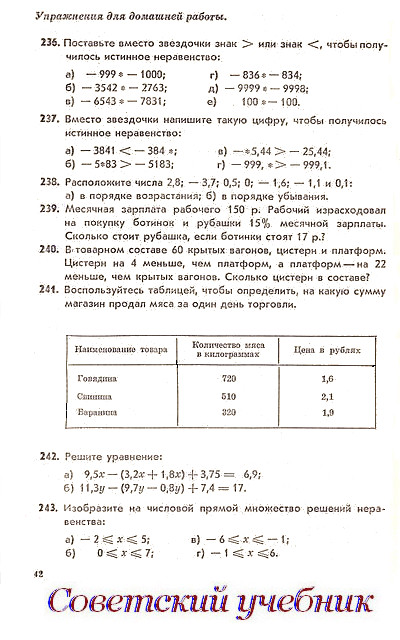 Упражнения для домашней работы.
236. Поставьте вместо звездочки знак > или знак <, чтобы полу-
чилось истинное неравенство:
а) — 999 * — 1000; г) — 836 * — 834;
б) — 3542 * — 2763; д) — 9999 * — 9998;
в) — 6543 * — 7831; е) 100 * — 100.
237. Вместо звездочки напишите такую цифру, чтобы получилось
истинное неравенство:
а) — 3841 < — 384 *; в) — *5,44 > — 25,44;
б) — 5*83 > — 5183; г) — 999, *> — 999,1.
238. Расположите числа 2,8; — 3,7; 0,5; 0; — 1,6; — 1,1 и 0,1:
а) в порядке возрастания; б) в порядке убывания.
239. Месячная зарплата рабочего 150 р. Рабочий израсходовал
на покупку ботинок и рубашки 15% месячной зарплаты.
Сколько стоит рубашка, если ботинки стоят 17 р.?
240. В товарном составе 60 крытых вагонов, цистерн и платформ.
Цистерн на 4 меньше, чем платформ, а платформ — на 22
меньше, чем крытых вагонов. Сколько цистерн в составе?
241. Воспользуйтесь таблицей, чтобы определить, на какую сумму
магазин продал мяса за один день торговли.
Наименование товара Количество мяса в килограммах Цена в рублях
Говядина 720 1,6
Свинина 510 2,1
Баранина 320 1,9
242. Решите уравнение:
а) 9,5x — (3,2x + 1,8x) + 3,75 = 6,9;
б) 11,3y — (9,7y — 0,8y) + 7,4 = 17.
243. Изобразите на числовой прямой множество решений нера-
венства:
а) — 2 ⩽ x ⩽ 5; в) — 6 ⩽ x ⩽ — 1;
б) 0 ⩽ x ⩽ 7; г) — 1 ⩽ x ⩽ 6.
42
Советский учебник